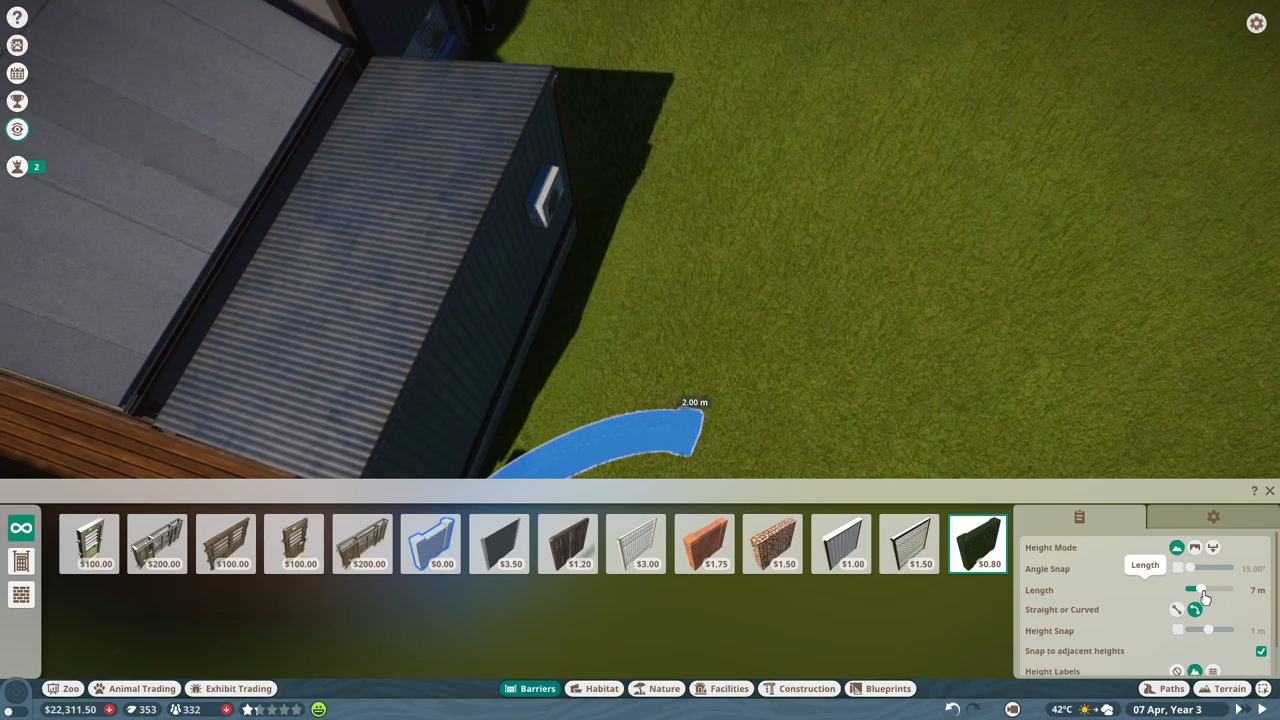 ?
2
2.00 m
? ×
$100.00 $200.00 $100.00 $100.00 $200.00 $0.00 $3.50 $1.20 $3.00 $1.75 $1.50 $1.00 $1.50 $0.80
Height Mode
Angle Snap 15.00°
Length
Length 7 m
Straight or Curved
Height Snap 1 m
Snap to adjacent heights
Height Labels
Zoo Animal Trading Exhibit Trading Barriers Habitat Nature Facilities Construction Blueprints Paths Terrain
$22,311.50 353 332 42°C 07 Apr, Year 3